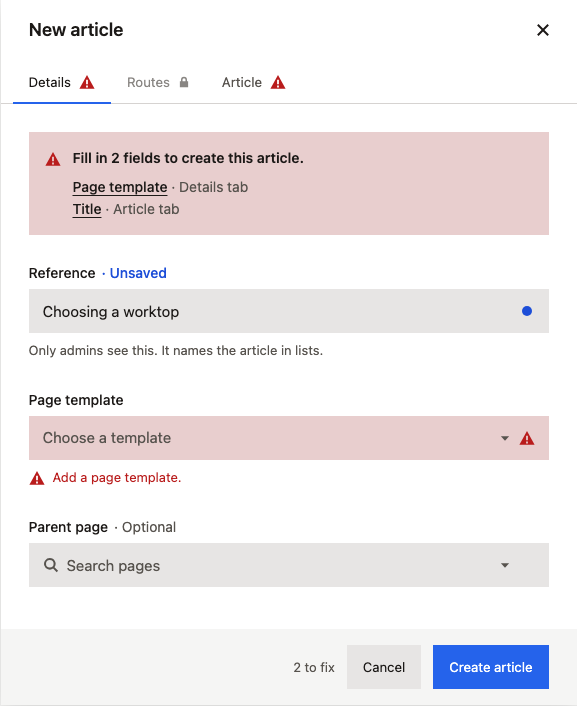 New article
Details
Routes
Article
Fill in 2 fields to create this article.
Page template · Details tab
Title · Article tab
Reference · Unsaved
Choosing a worktop
Only admins see this. It names the article in lists.
Page template
Choose a template
Add a page template.
Parent page · Optional
Search pages
2 to fix
Cancel
Create article